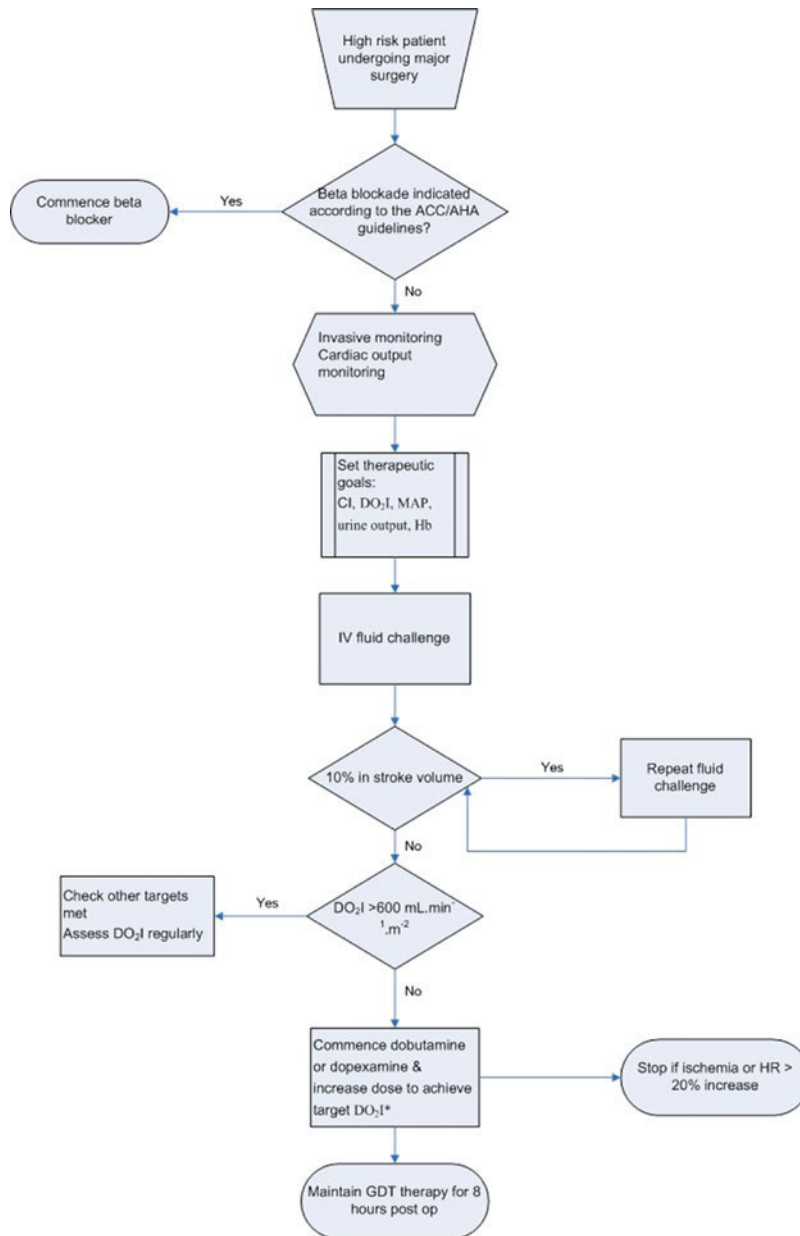 High risk patient
undergoing major
surgery
Beta blockade indicated
according to the ACC/AHA
guidelines?
Yes
Commence beta
blocker
No
Invasive monitoring
Cardiac output
monitoring
Set therapeutic
goals:
CI, DO₂I, MAP,
urine output, Hb
IV fluid challenge
10% in stroke volume
Yes
Repeat fluid
challenge
No
DO₂I >600 mL.min⁻
¹.m⁻²
Yes
Check other targets
met
Assess DO₂I regularly
No
Commence dobutamine
or dopexamine &
increase dose to achieve
target DO₂I*
Stop if ischemia or HR >
20% increase
Maintain GDT therapy for 8
hours post op